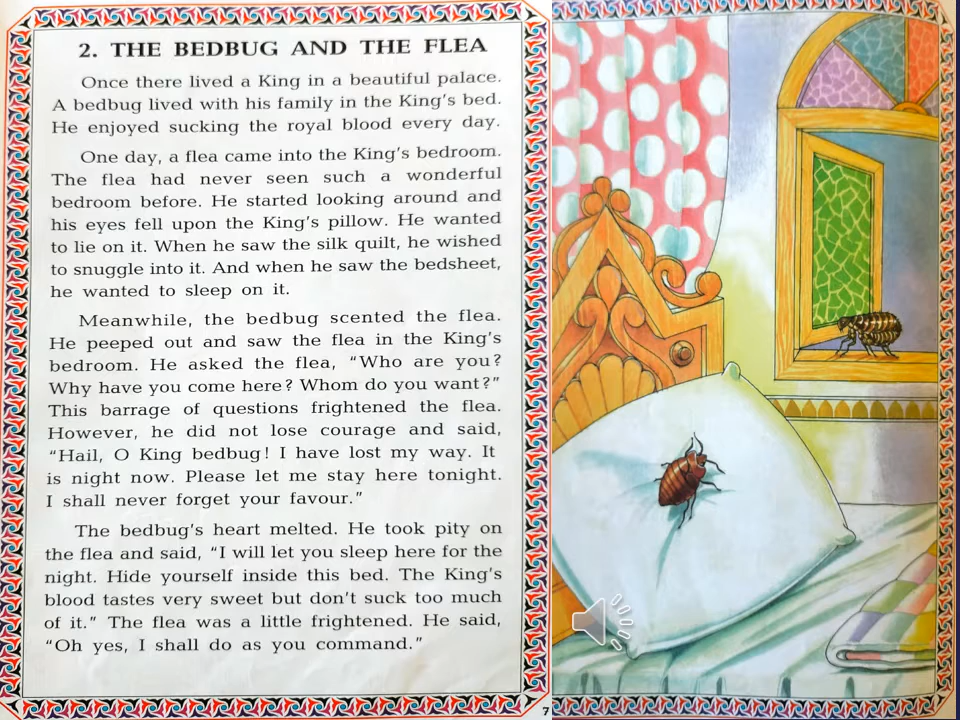 2. THE BEDBUG AND THE FLEA
Once there lived a King in a beautiful palace.
A bedbug lived with his family in the King's bed.
He enjoyed sucking the royal blood every day.
One day, a flea came into the King's bedroom.
The flea had never seen such a wonderful
bedroom before. He started looking around and
his eyes fell upon the King's pillow. He wanted
to lie on it. When he saw the silk quilt, he wished
to snuggle into it. And when he saw the bedsheet,
he wanted to sleep on it.
Meanwhile, the bedbug scented the flea.
He peeped out and saw the flea in the King's
bedroom. He asked the flea, “Who are you?
Why have you come here? Whom do you want?”
This barrage of questions frightened the flea.
However, he did not lose courage and said,
“Hail, O King bedbug! I have lost my way. It
is night now. Please let me stay here tonight.
I shall never forget your favour.”
The bedbug's heart melted. He took pity on
the flea and said, “I will let you sleep here for the
night. Hide yourself inside this bed. The King's
blood tastes very sweet but don't suck too much
of it.” The flea was a little frightened. He said,
“Oh yes, I shall do as you command.”
7